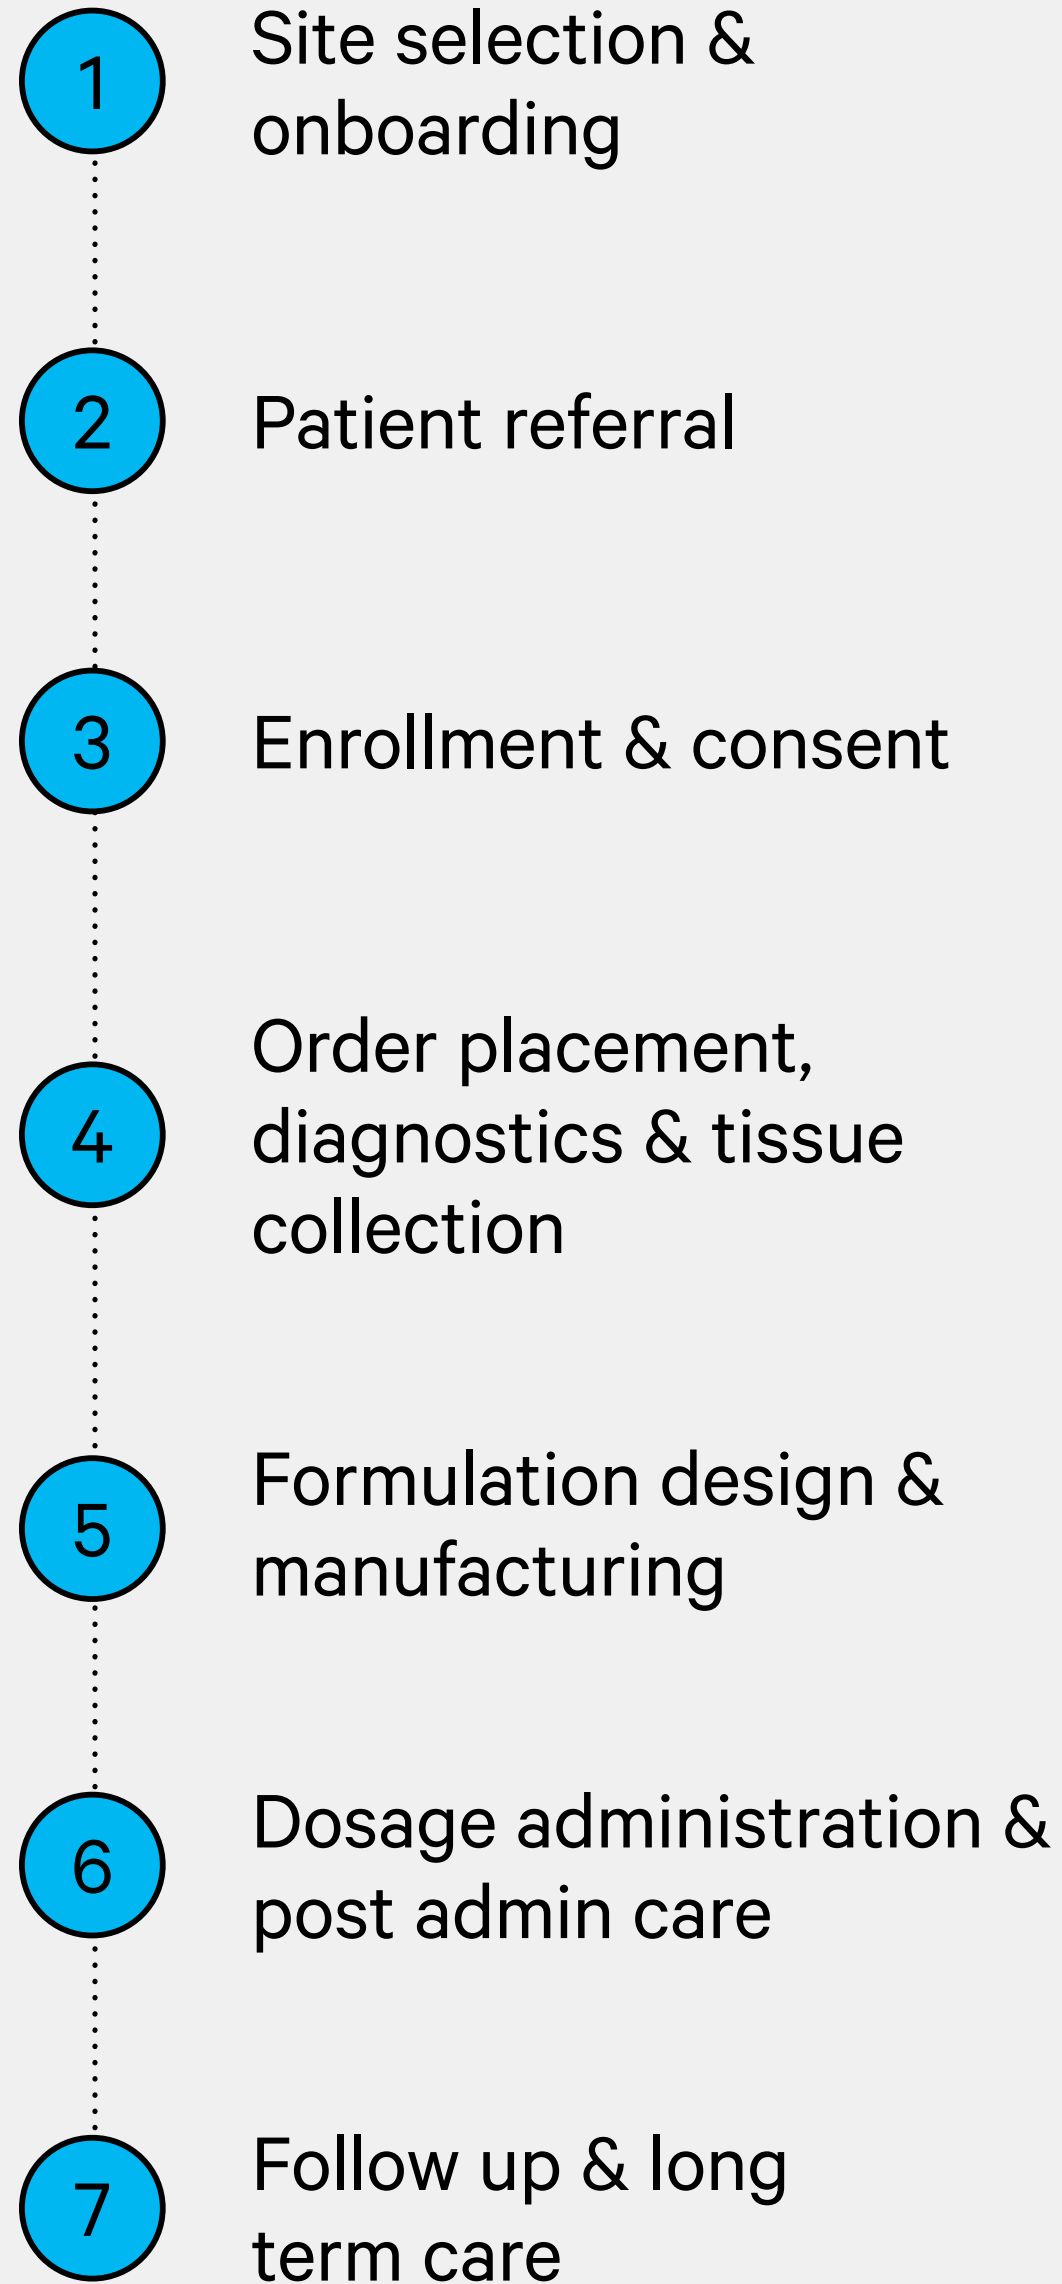 1
Site selection &
onboarding
2
Patient referral
3
Enrollment & consent
4
Order placement,
diagnostics & tissue
collection
5
Formulation design &
manufacturing
6
Dosage administration &
post admin care
7
Follow up & long
term care